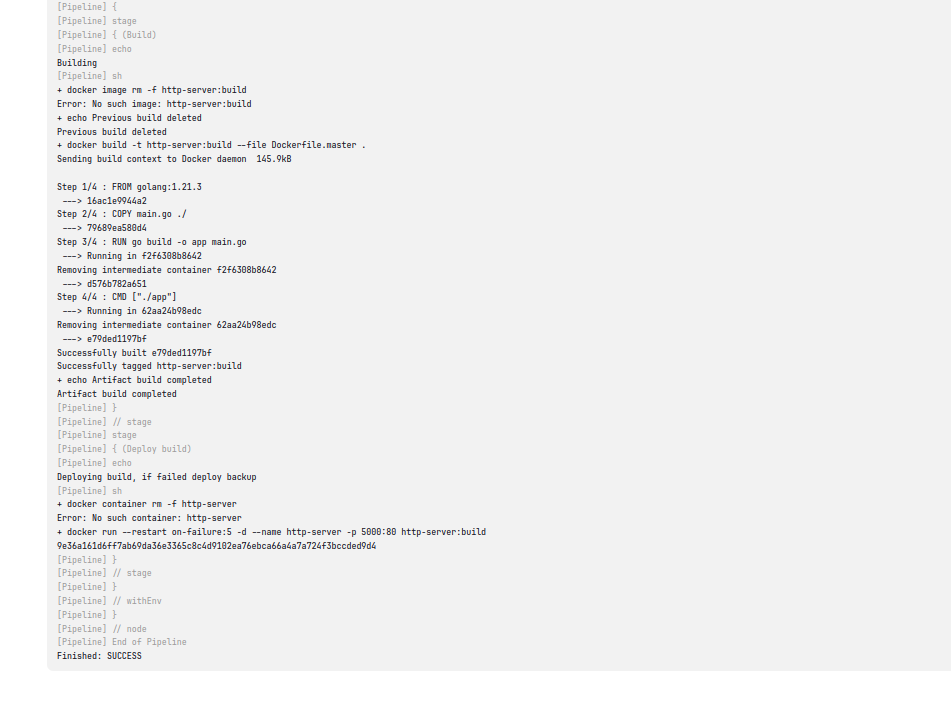 [Pipeline] {
[Pipeline] stage
[Pipeline] { (Build)
[Pipeline] echo
Building
[Pipeline] sh
+ docker image rm -f http-server:build
Error: No such image: http-server:build
+ echo Previous build deleted
Previous build deleted
+ docker build -t http-server:build --file Dockerfile.master .
Sending build context to Docker daemon  145.9kB
Step 1/4 : FROM golang:1.21.3
 ---> 16ac1e9944a2
Step 2/4 : COPY main.go ./
 ---> 79689ea580d4
Step 3/4 : RUN go build -o app main.go
 ---> Running in f2f6308b8642
Removing intermediate container f2f6308b8642
 ---> d576b782a651
Step 4/4 : CMD ["./app"]
 ---> Running in 62aa24b98edc
Removing intermediate container 62aa24b98edc
 ---> e79ded1197bf
Successfully built e79ded1197bf
Successfully tagged http-server:build
+ echo Artifact build completed
Artifact build completed
[Pipeline] }
[Pipeline] // stage
[Pipeline] stage
[Pipeline] { (Deploy build)
[Pipeline] echo
Deploying build, if failed deploy backup
[Pipeline] sh
+ docker container rm -f http-server
Error: No such container: http-server
+ docker run --restart on-failure:5 -d --name http-server -p 5000:80 http-server:build
9e36a161d6ff7ab69da36e3365c8c4d9102ea76ebca66a4a7a724f3bccded9d4
[Pipeline] }
[Pipeline] // stage
[Pipeline] }
[Pipeline] // withEnv
[Pipeline] }
[Pipeline] // node
[Pipeline] End of Pipeline
Finished: SUCCESS